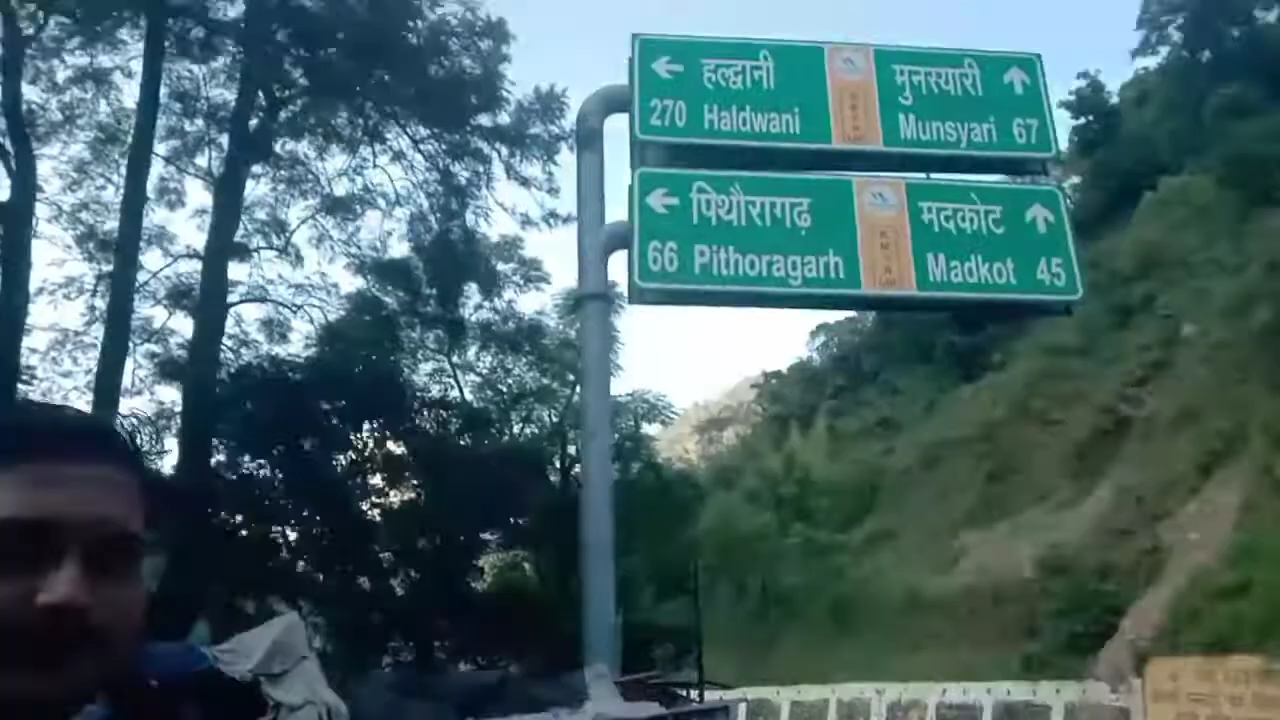 हल्द्वानी
270 Haldwani
मुनस्यारी
Munsyari 67
पिथौरागढ़
66 Pithoragarh
मदकोट
Madkot 45